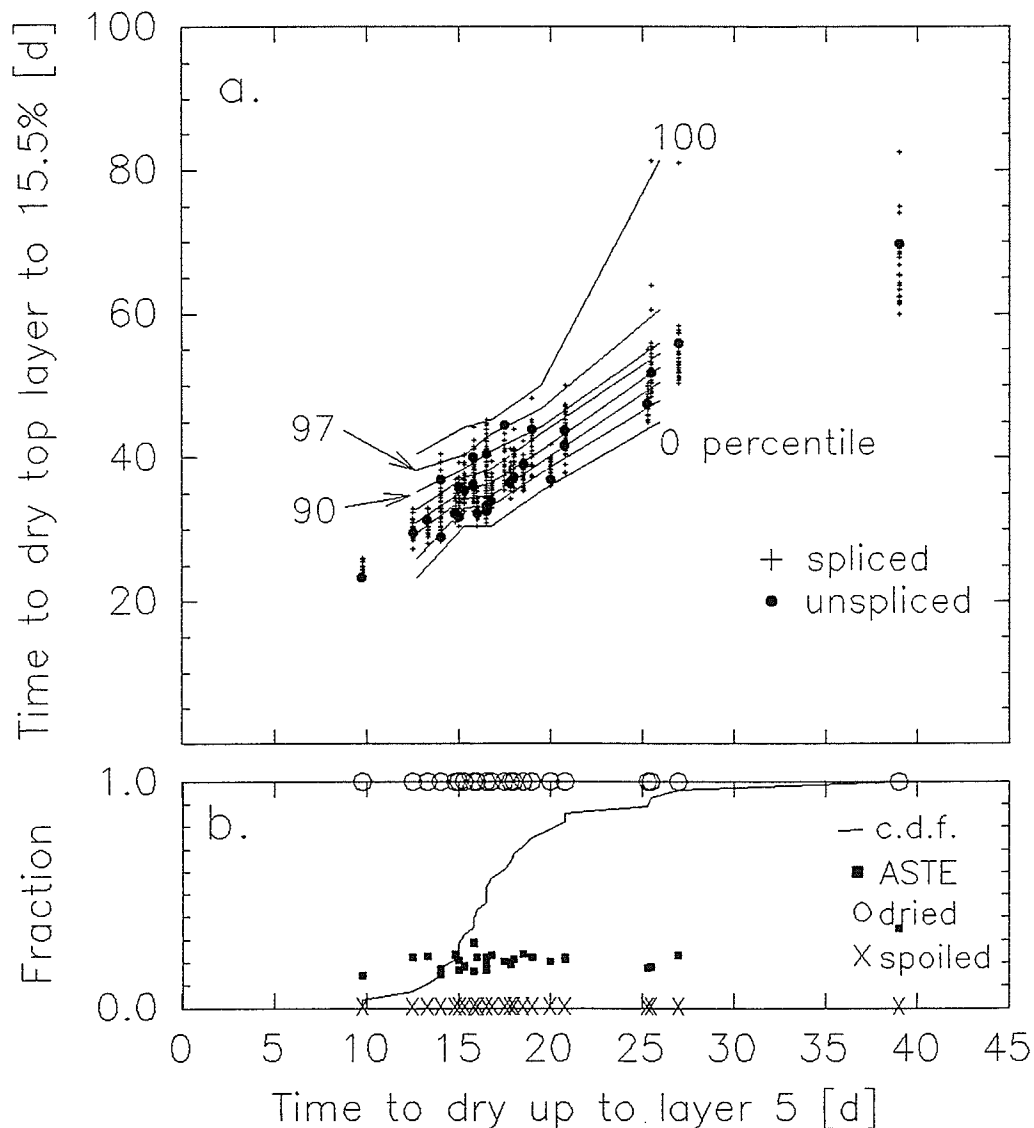 Time to dry top layer to 15.5% [d]
100
80
60
40
20
a.
100
97
90
0 percentile
+ spliced
● unspliced
Fraction
1.0
0.0
b.
— c.d.f.
■ ASTE
○ dried
X spoiled
0 5 10 15 20 25 30 35 40 45
Time to dry up to layer 5 [d]